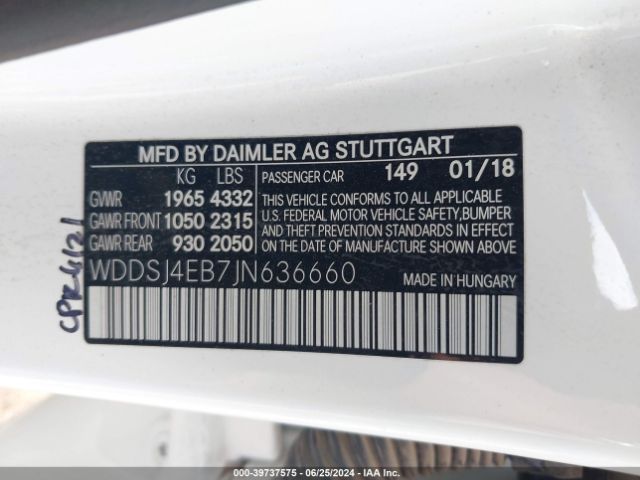 MFD BY DAIMLER AG STUTTGART
KG LBS
GVWR 1965 4332
GAWR FRONT 1050 2315
GAWR REAR 930 2050
PASSENGER CAR 149 01/18
THIS VEHICLE CONFORMS TO ALL APPLICABLE
U.S. FEDERAL MOTOR VEHICLE SAFETY, BUMPER
AND THEFT PREVENTION STANDARDS IN EFFECT
ON THE DATE OF MANUFACTURE SHOWN ABOVE.
WDDSJ4EB7JN636660
MADE IN HUNGARY
000-39737575 - 06/25/2024 - IAA Inc.